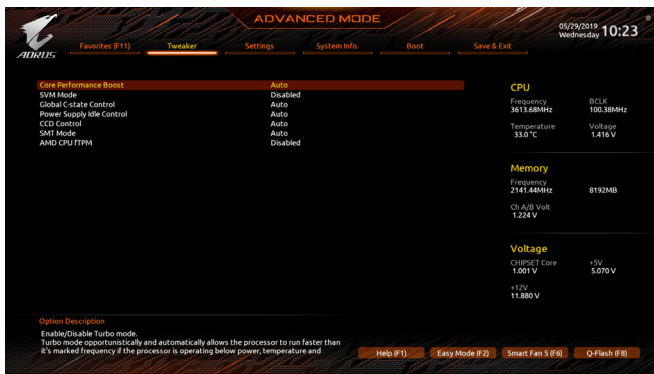 ADVANCED MODE
05/29/2019
Wednesday 10:23
AORUS
Favorites (F11) Tweaker Settings System Info. Boot Save & Exit
Core Performance Boost Auto
SVM Mode Disabled
Global C-state Control Auto
Power Supply Idle Control Auto
CCD Control Auto
SMT Mode Auto
AMD CPU fTPM Disabled
CPU
Frequency BCLK
3613.68MHz 100.38MHz
Temperature Voltage
33.0 °C 1.416 V
Memory
Frequency
2141.44MHz 8192MB
Ch A/B Volt
1.224 V
Voltage
CHIPSET Core +5V
1.001 V 5.070 V
+12V
11.880 V
Option Description
Enable/Disable Turbo mode.
Turbo mode opportunistically and automatically allows the processor to run faster than
it's marked frequency if the processor is operating below power, temperature and
Help (F1) Easy Mode (F2) Smart Fan 5 (F6) Q-Flash (F8)